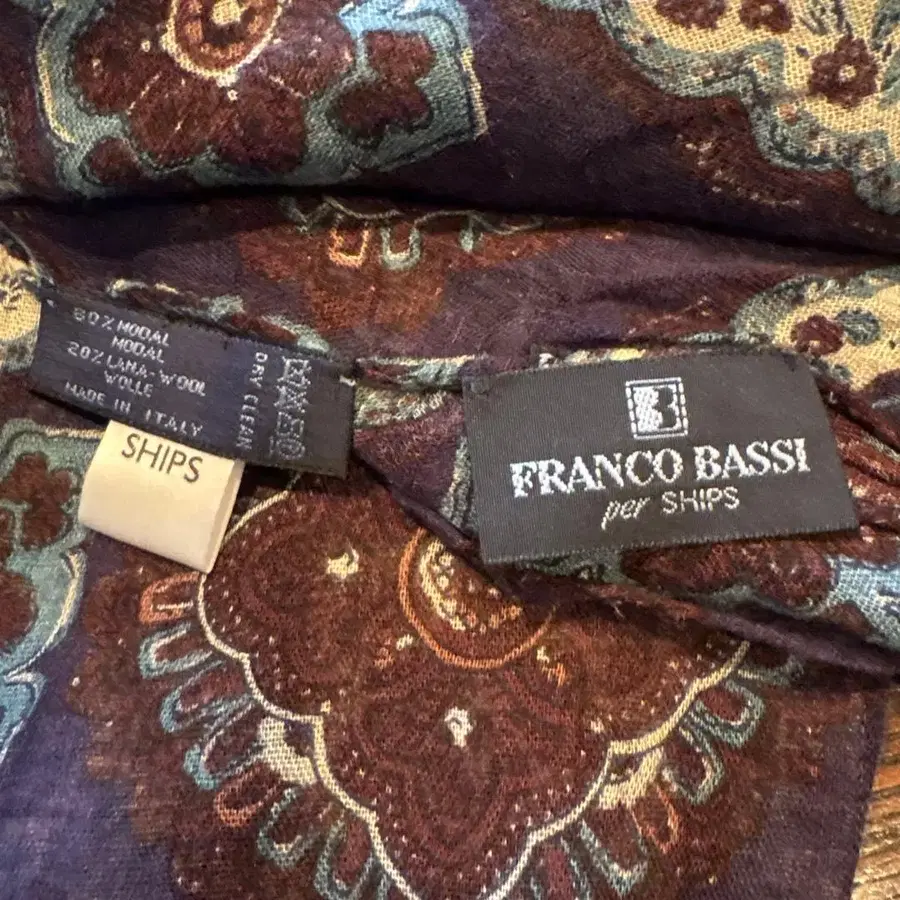 80% MODAL
MODAL
20% LANA-WOOL
WOLLE
MADE IN ITALY
DRY CLEAN
SHIPS
FRANCO BASSI
per SHIPS